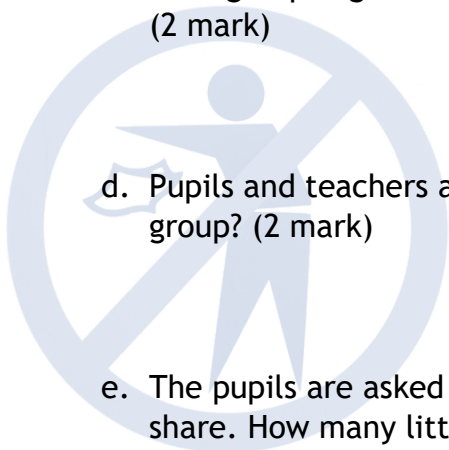 (2 mark)
d. Pupils and teachers a
group? (2 mark)
e. The pupils are asked
share. How many litt